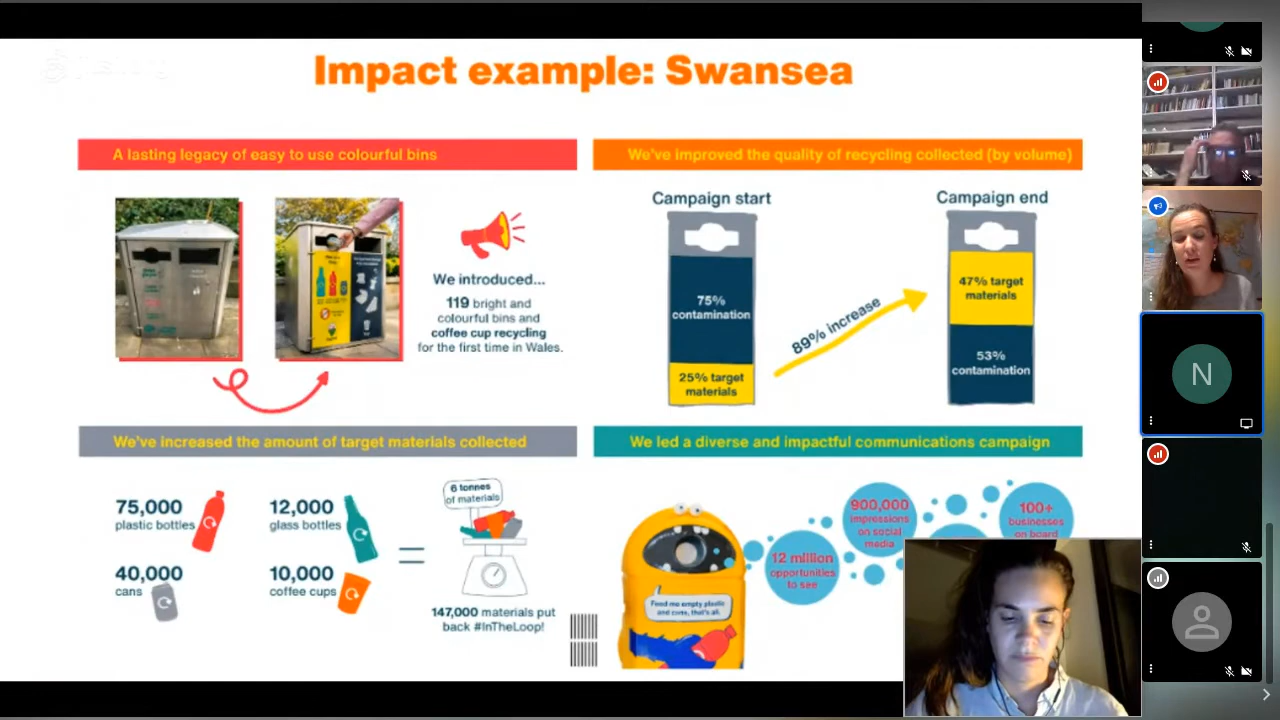 Impact example: Swansea
A lasting legacy of easy to use colourful bins
We introduced...
119 bright and
colourful bins and
coffee cup recycling
for the first time in Wales.
We've improved the quality of recycling collected (by volume)
Campaign start
75%
contamination
25% target
materials
89% increase
Campaign end
47% target
materials
53%
contamination
We've increased the amount of target materials collected
75,000
plastic bottles
12,000
glass bottles
40,000
cans
10,000
coffee cups
6 tonnes
of materials
147,000 materials put
back #InTheLoop!
We led a diverse and impactful communications campaign
Feed me empty plastic
and cans, that's all.
12 million
opportunities
to see
900,000
impressions
on social
media
100+
businesses
on board
N